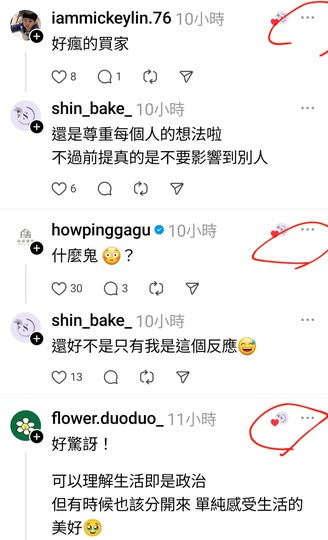 iammickeylin.76 10小時
好瘋的買家
8 1
shin_bake_ 10小時
還是尊重每個人的想法啦
不過前提真的是不要影響到別人
6
howpinggagu 10小時
什麼鬼 😳？
30 3
shin_bake_ 10小時
還好不是只有我是這個反應😅
13
flower.duoduo_ 11小時
好驚訝！
可以理解生活即是政治
但有時候也該分開來 單純感受生活的
美好🥹